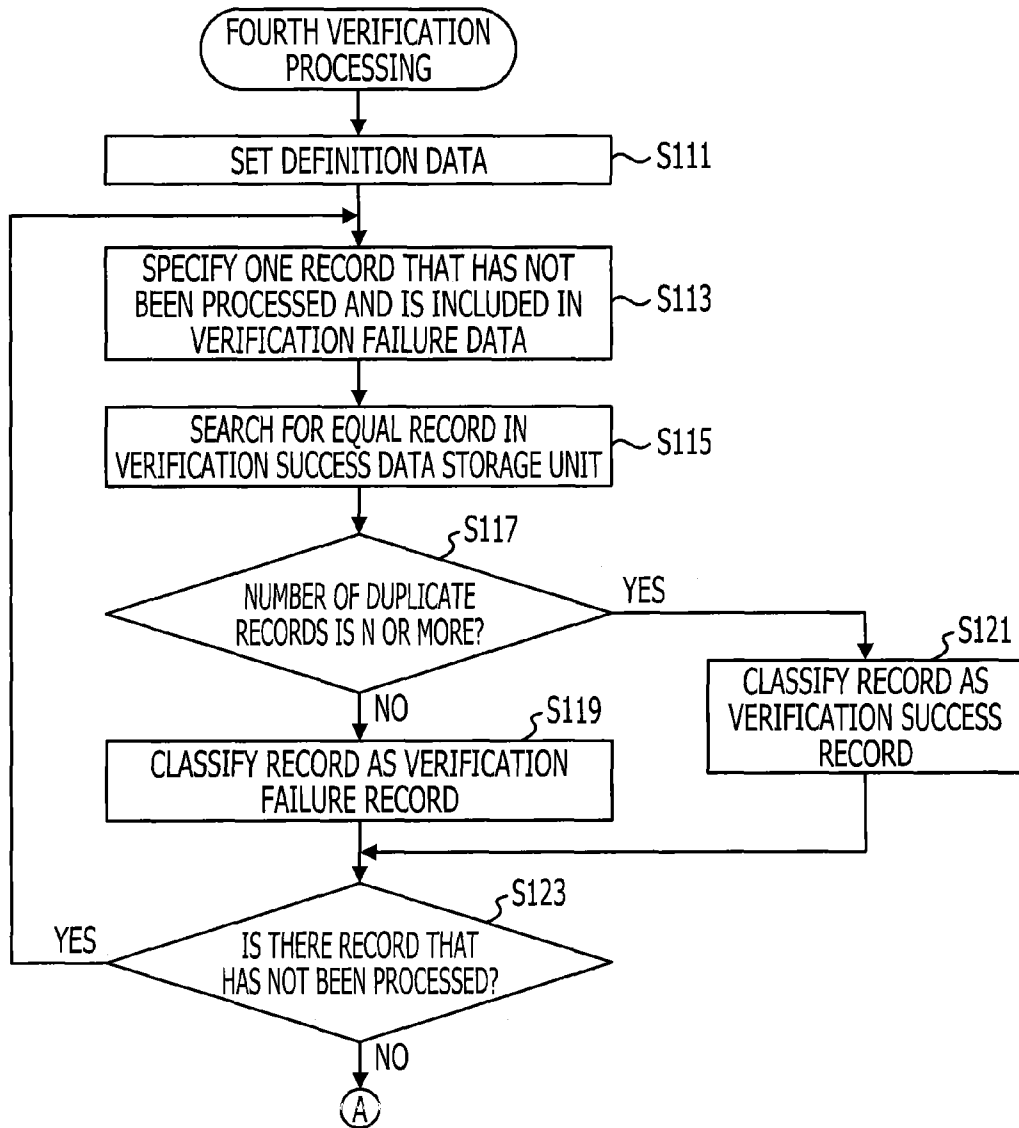 FOURTH VERIFICATION
PROCESSING
SET DEFINITION DATA
S111
SPECIFY ONE RECORD THAT HAS NOT
BEEN PROCESSED AND IS INCLUDED IN
VERIFICATION FAILURE DATA
S113
SEARCH FOR EQUAL RECORD IN
VERIFICATION SUCCESS DATA STORAGE UNIT
S115
S117
NUMBER OF DUPLICATE
RECORDS IS N OR MORE?
YES
S121
CLASSIFY RECORD AS
VERIFICATION SUCCESS
RECORD
NO
S119
CLASSIFY RECORD AS VERIFICATION
FAILURE RECORD
S123
YES
IS THERE RECORD THAT
HAS NOT BEEN PROCESSED?
NO
A